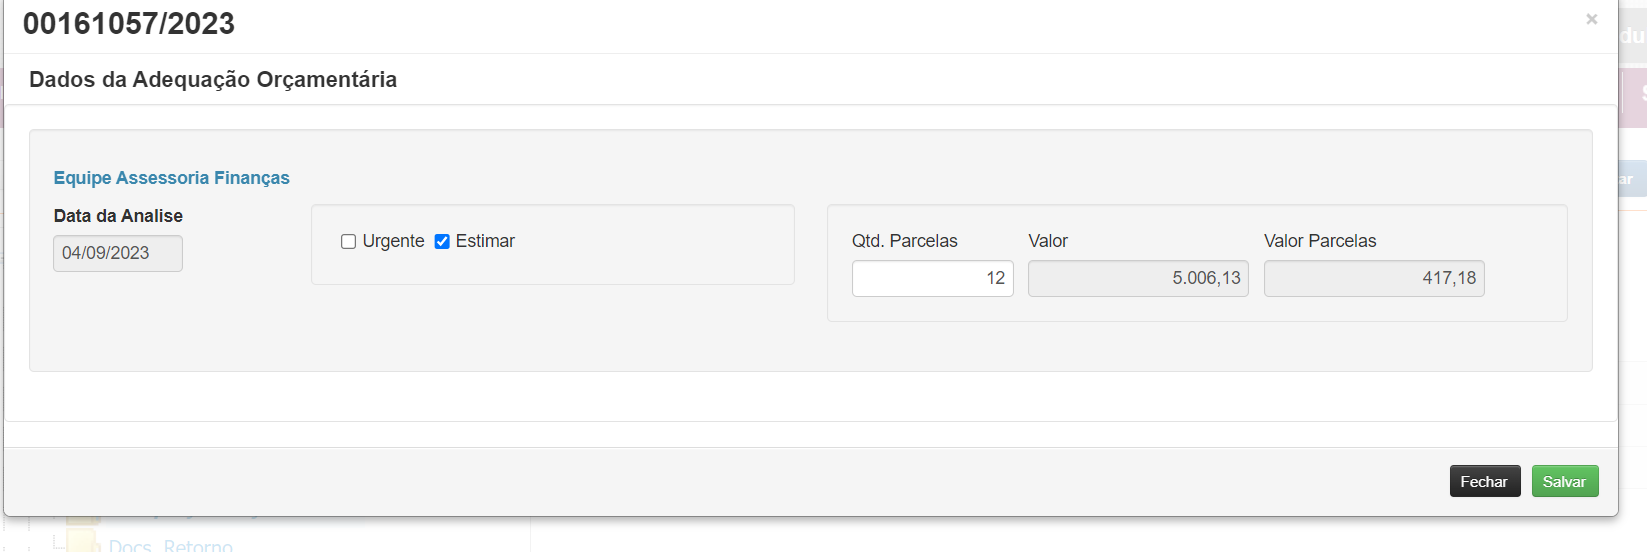 00161057/2023
×
Dados da Adequação Orçamentária
Equipe Assessoria Finanças
Data da Analise
04/09/2023
Urgente Estimar
Qtd. Parcelas Valor Valor Parcelas
12 5.006,13 417,18
Fechar Salvar
Docs. Retorno